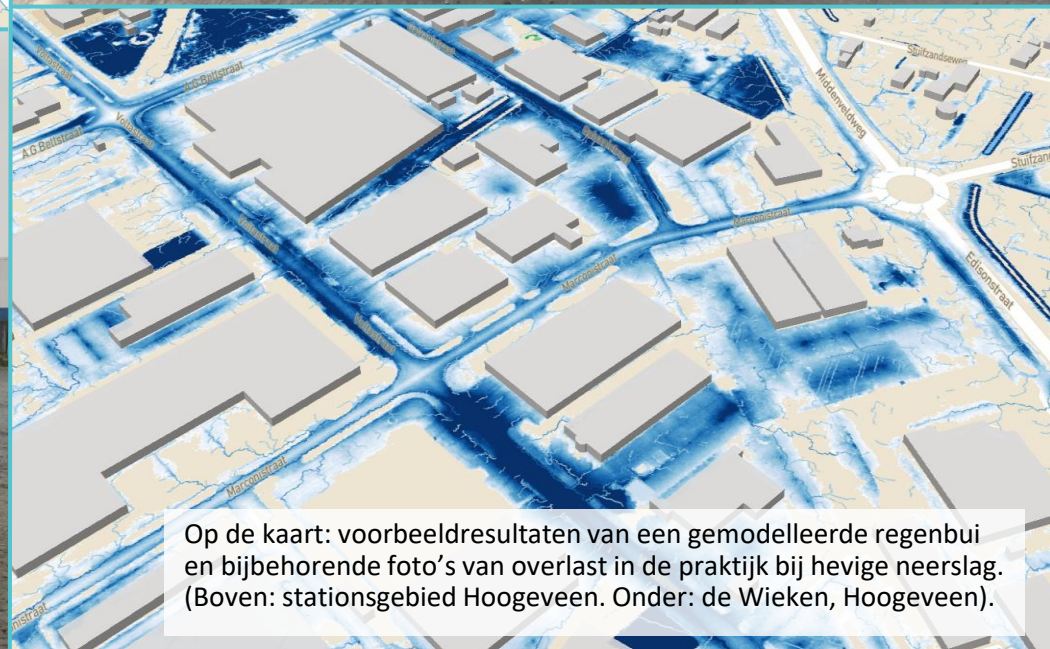 A.G.Bellstraat
Stuifzandseweg
Middenveldweg
A.G.Bellstraat
Voltastraat
Marconistraat
Marconistraat
Edisonstraat
Voltastraat
Marconistraat
Op de kaart: voorbeeldresultaten van een gemodelleerde regenbui
en bijbehorende foto's van overlast in de praktijk bij hevige neerslag.
(Boven: stationsgebied Hoogeveen. Onder: de Wieken, Hoogeveen).